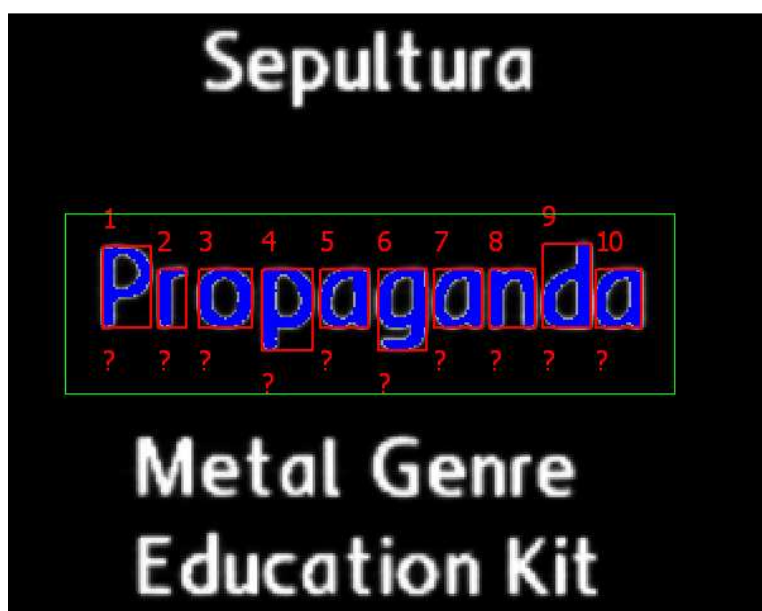 Sepultura
1 2 3 4 5 6 7 8 9 10
Propaganda
? ? ? ? ? ? ? ? ? ?
Metal Genre
Education Kit